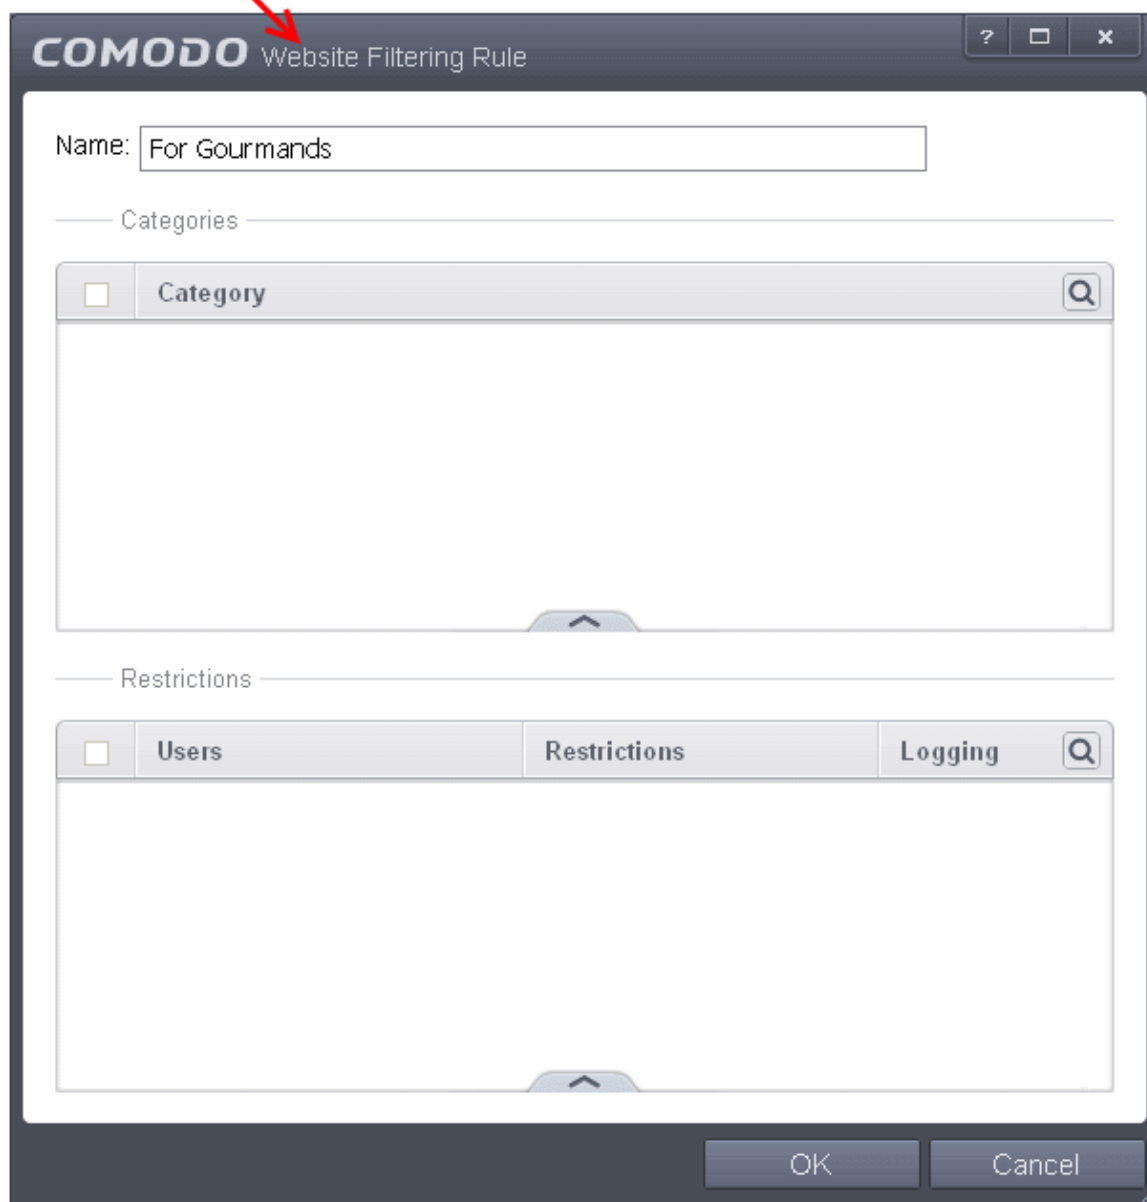 COMODO Website Filtering Rule
Name: For Gourmands
Categories
Category
Restrictions
Users Restrictions Logging
OK Cancel